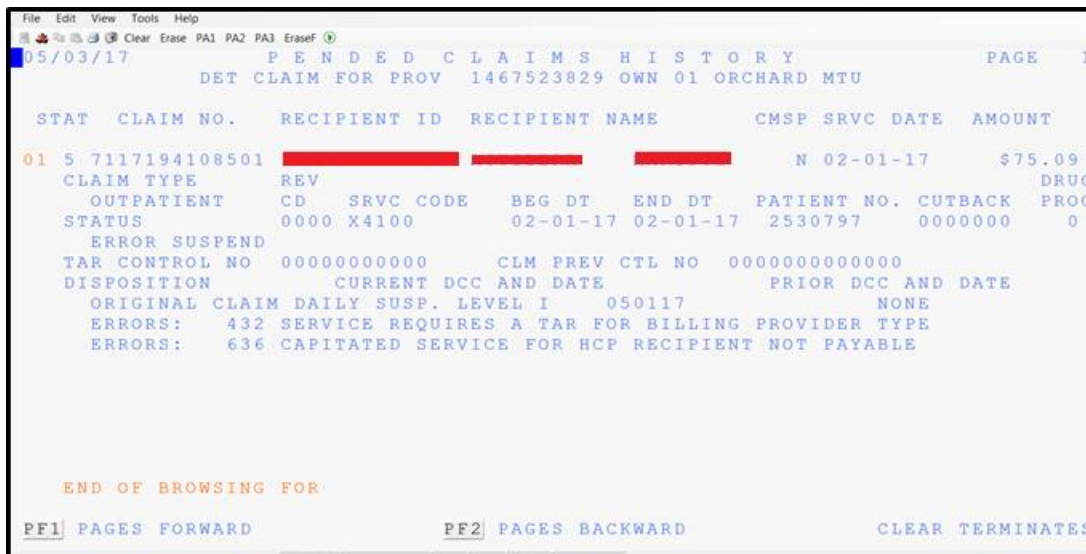 File Edit View Tools Help
Clear Erase PA1 PA2 PA3 EraseF
05/03/17 P E N D E D C L A I M S H I S T O R Y PAGE 1
DET CLAIM FOR PROV 1467523829 OWN 01 ORCHARD MTU
STAT CLAIM NO. RECIPIENT ID RECIPIENT NAME CMSP SRVC DATE AMOUNT
01 5 7117194108501 N 02-01-17 $75.09
CLAIM TYPE REV DRUG
OUTPATIENT CD SRVC CODE BEG DT END DT PATIENT NO. CUTBACK PROC
STATUS 0000 X4100 02-01-17 02-01-17 2530797 0000000 0
ERROR SUSPEND
TAR CONTROL NO 00000000000 CLM PREV CTL NO 0000000000000
DISPOSITION CURRENT DCC AND DATE PRIOR DCC AND DATE
ORIGINAL CLAIM DAILY SUSP. LEVEL I 050117 NONE
ERRORS: 432 SERVICE REQUIRES A TAR FOR BILLING PROVIDER TYPE
ERRORS: 636 CAPITATED SERVICE FOR HCP RECIPIENT NOT PAYABLE
END OF BROWSING FOR
PF1 PAGES FORWARD PF2 PAGES BACKWARD CLEAR TERMINATES